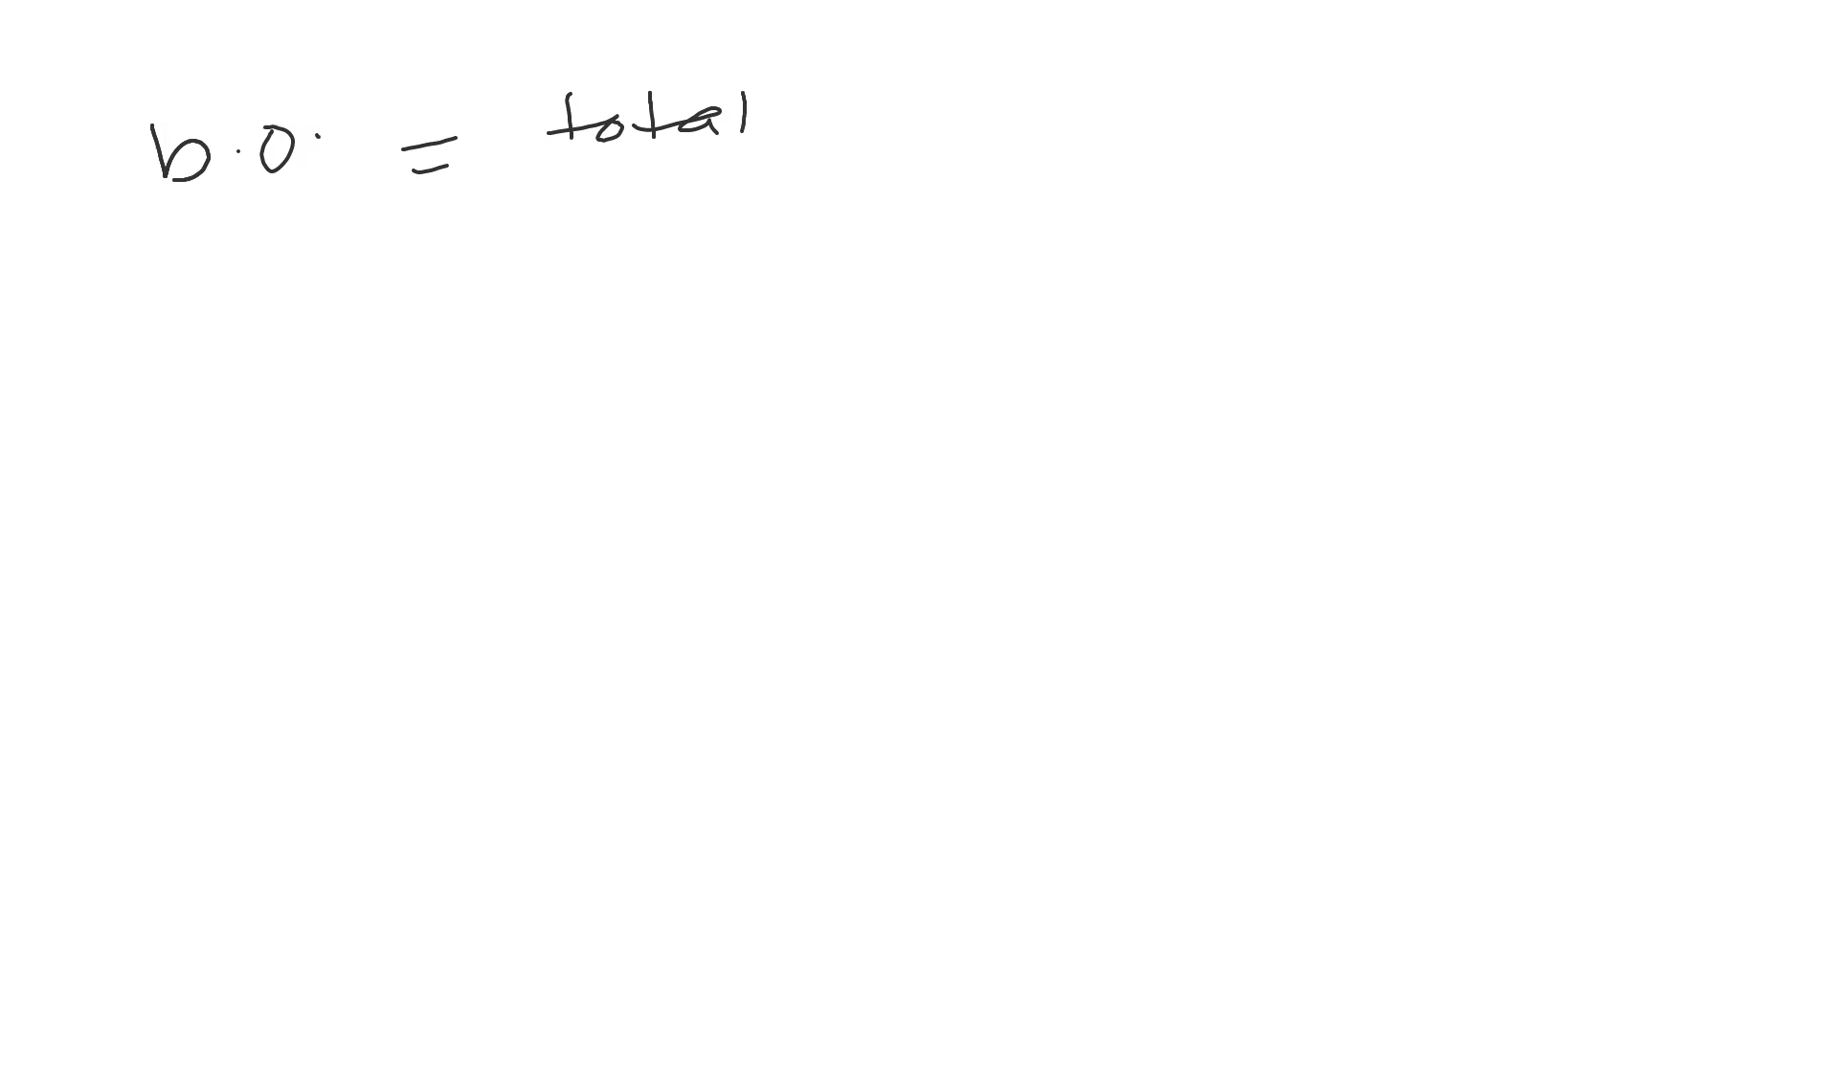 b.o. = total